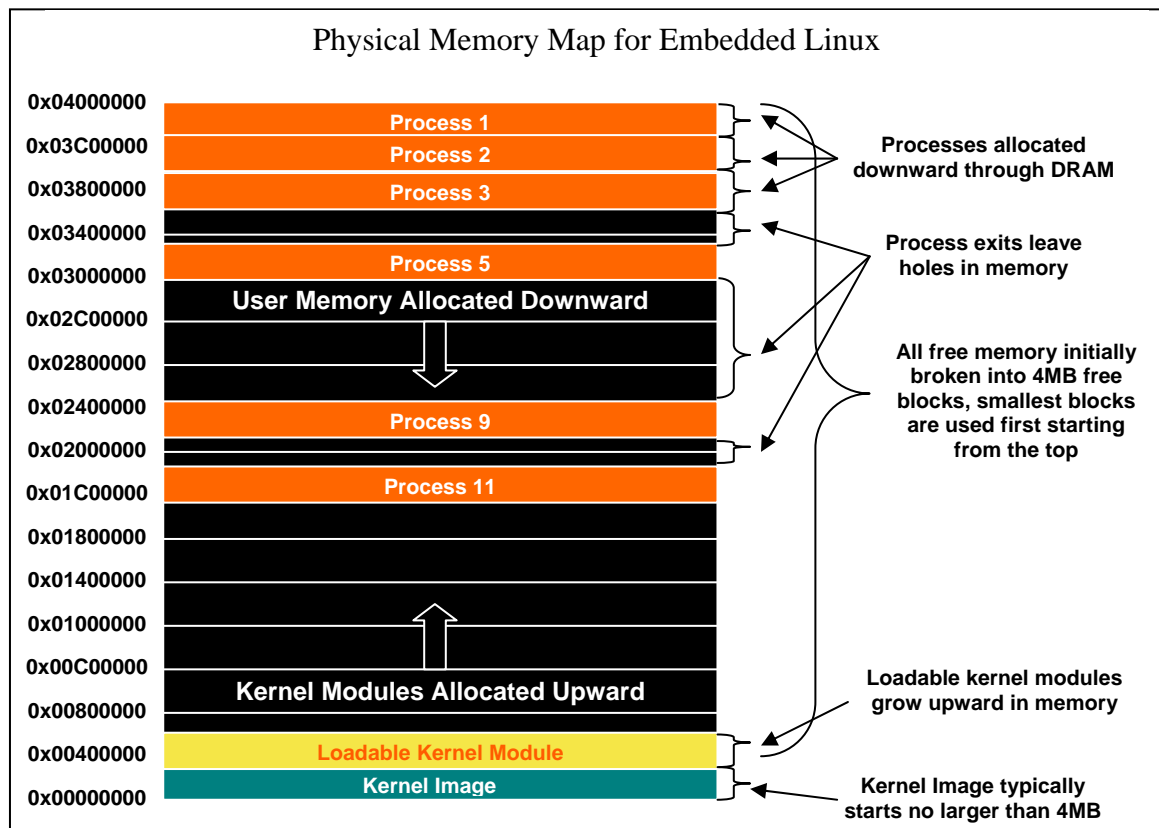 Physical Memory Map for Embedded Linux
0x04000000
0x03C00000
0x03800000
0x03400000
0x03000000
0x02C00000
0x02800000
0x02400000
0x02000000
0x01C00000
0x01800000
0x01400000
0x01000000
0x00C00000
0x00800000
0x00400000
0x00000000
Process 1
Process 2
Process 3
Process 5
User Memory Allocated Downward
Process 9
Process 11
Kernel Modules Allocated Upward
Loadable Kernel Module
Kernel Image
Processes allocated
downward through DRAM
Process exits leave
holes in memory
All free memory initially
broken into 4MB free
blocks, smallest blocks
are used first starting
from the top
Loadable kernel modules
grow upward in memory
Kernel Image typically
starts no larger than 4MB